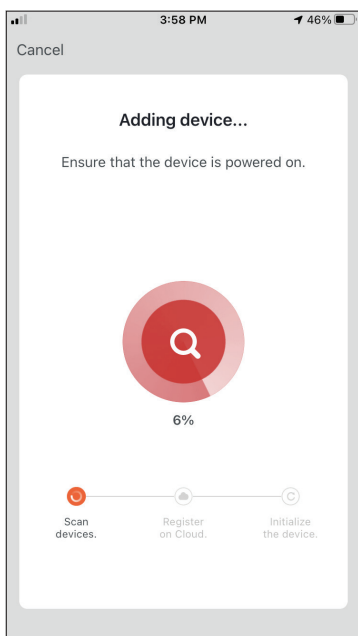 3:58 PM
46%
Cancel
Adding device...
Ensure that the device is powered on.
6%
Scan
devices.
Register
on Cloud.
Initialize
the device.